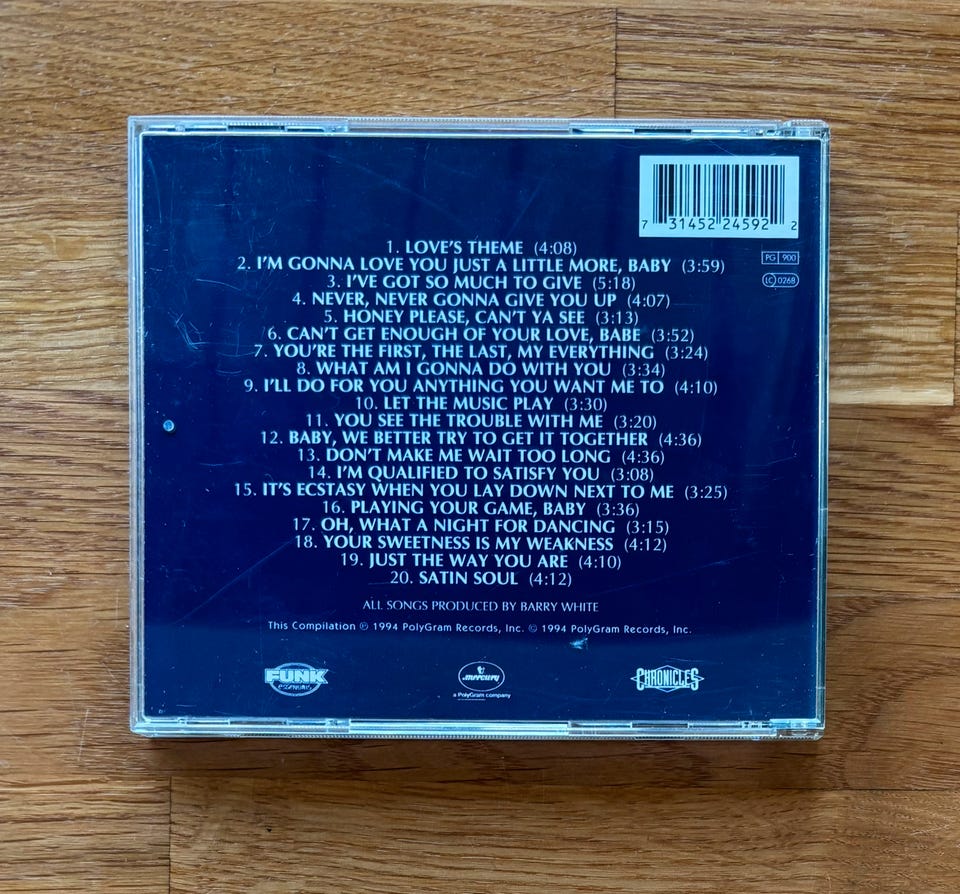 7 31452 24592 2
PG 900
LC 0268
1. LOVE'S THEME (4:08)
2. I'M GONNA LOVE YOU JUST A LITTLE MORE, BABY (3:59)
3. I'VE GOT SO MUCH TO GIVE (5:18)
4. NEVER, NEVER GONNA GIVE YOU UP (4:07)
5. HONEY PLEASE, CAN'T YA SEE (3:13)
6. CAN'T GET ENOUGH OF YOUR LOVE, BABE (3:52)
7. YOU'RE THE FIRST, THE LAST, MY EVERYTHING (3:24)
8. WHAT AM I GONNA DO WITH YOU (3:34)
9. I'LL DO FOR YOU ANYTHING YOU WANT ME TO (4:10)
10. LET THE MUSIC PLAY (3:30)
11. YOU SEE THE TROUBLE WITH ME (3:20)
12. BABY, WE BETTER TRY TO GET IT TOGETHER (4:36)
13. DON'T MAKE ME WAIT TOO LONG (4:36)
14. I'M QUALIFIED TO SATISFY YOU (3:08)
15. IT'S ECSTASY WHEN YOU LAY DOWN NEXT TO ME (3:25)
16. PLAYING YOUR GAME, BABY (3:36)
17. OH, WHAT A NIGHT FOR DANCING (3:15)
18. YOUR SWEETNESS IS MY WEAKNESS (4:12)
19. JUST THE WAY YOU ARE (4:10)
20. SATIN SOUL (4:12)
ALL SONGS PRODUCED BY BARRY WHITE
This Compilation ℗ 1994 PolyGram Records, Inc. © 1994 PolyGram Records, Inc.
FUNK
ESSENTIALS
mercury
a PolyGram company
CHRONICLES